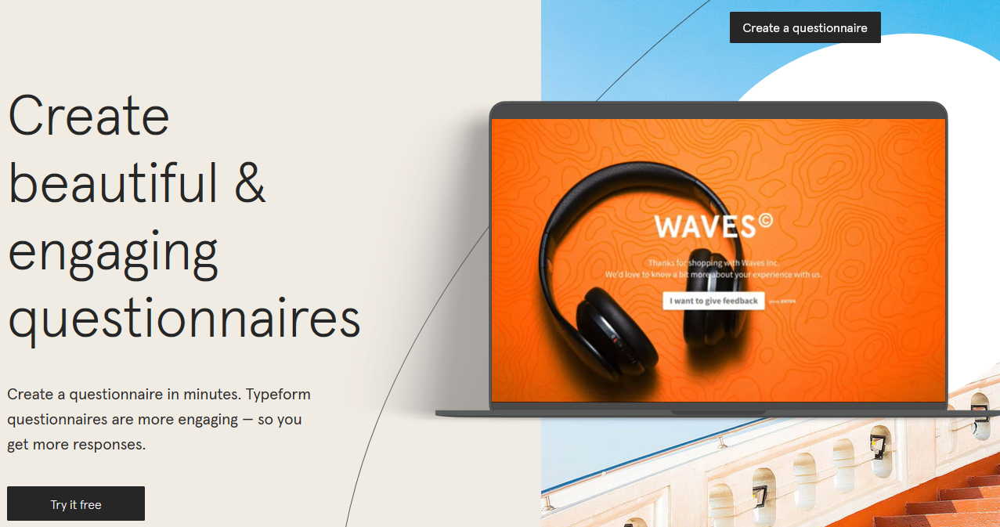 Create a questionnaire
Create
beautiful &
engaging
questionnaires
Create a questionnaire in minutes. Typeform
questionnaires are more engaging — so you
get more responses.
Try it free
WAVES©
Thanks for shopping with Waves Inc.
We'd love to know a bit more about your experience with us.
I want to give feedback
press ENTER